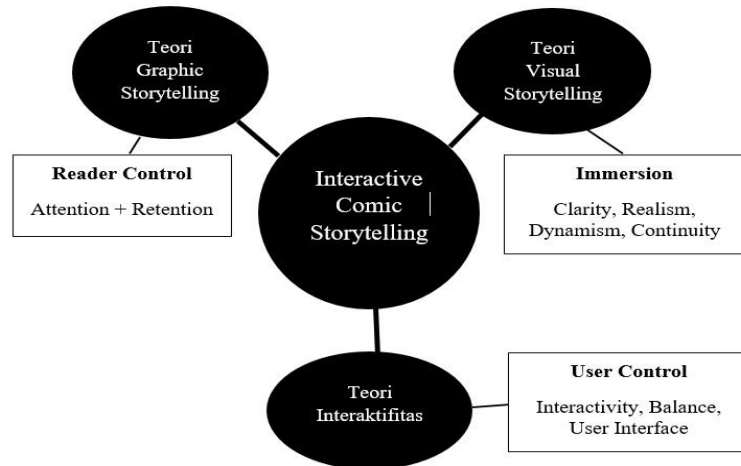 Teori
Graphic
Storytelling
Teori
Visual
Storytelling
Reader Control
Attention + Retention
Interactive
Comic
Storytelling
Immersion
Clarity, Realism,
Dynamism, Continuity
Teori
Interaktifitas
User Control
Interactivity, Balance,
User Interface